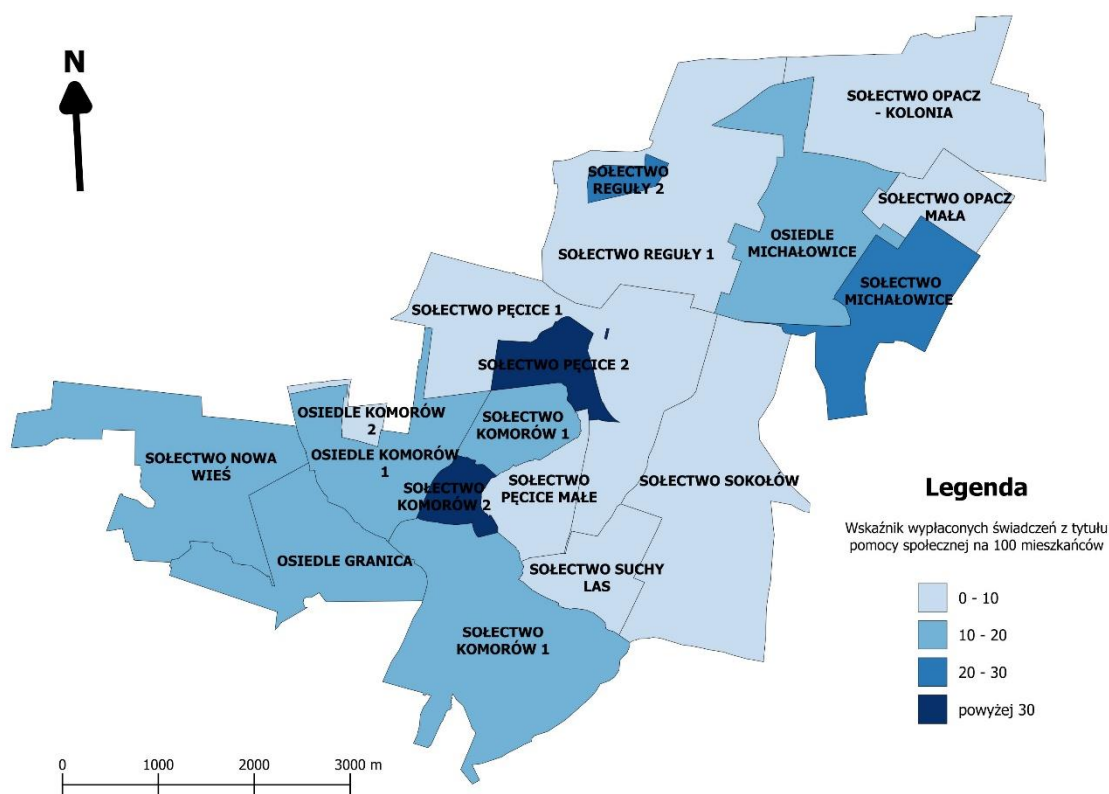 N
SOŁECTWO OPACZ
- KOLONIA
SOŁECTWO
REGUŁY 2
SOŁECTWO OPACZ
MAŁA
OSIEDLE
MICHAŁOWICE
SOŁECTWO REGUŁY 1
SOŁECTWO
MICHAŁOWICE
SOŁECTWO PĘCICE 1
SOŁECTWO PĘCICE 2
OSIEDLE KOMORÓW
2
SOŁECTWO
KOMORÓW 1
SOŁECTWO NOWA
WIEŚ
OSIEDLE KOMORÓW
1
SOŁECTWO
KOMORÓW 2
SOŁECTWO
PĘCICE MAŁE
SOŁECTWO SOKOŁÓW
OSIEDLE GRANICA
SOŁECTWO SUCHY
LAS
SOŁECTWO
KOMORÓW 1
Legenda
Wskaźnik wypłaconych świadczeń z tytułu
pomocy społecznej na 100 mieszkańców
0 - 10
10 - 20
20 - 30
powyżej 30
0 1000 2000 3000 m